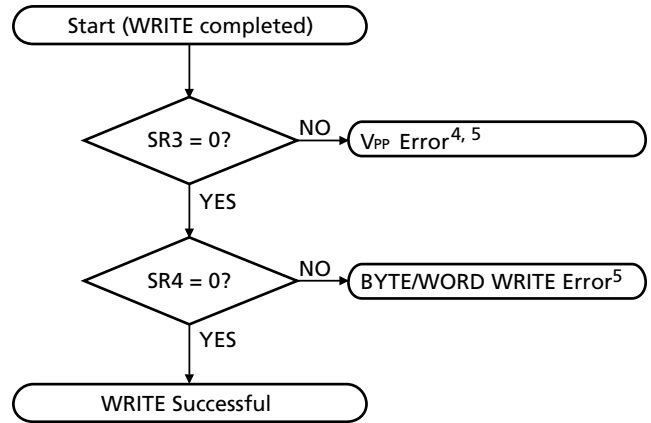 Start (WRITE completed)
SR3 = 0?
NO
VPP Error4, 5
YES
SR4 = 0?
NO
BYTE/WORD WRITE Error5
YES
WRITE Successful